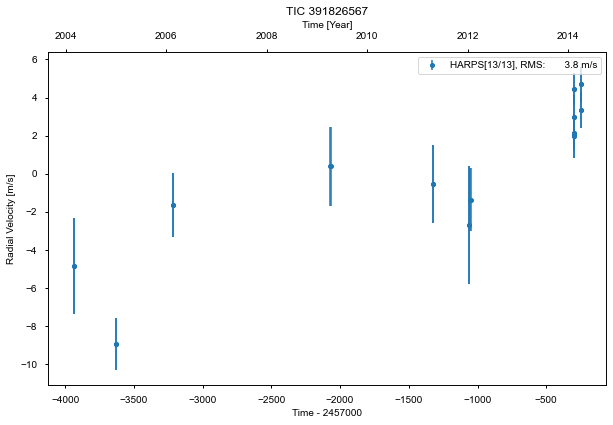 TIC 391826567
Time [Year]
2004 2006 2008 2010 2012 2014
HARPS[13/13], RMS: 3.8 m/s
6
4
2
0
−2
−4
−6
−8
−10
Radial Velocity [m/s]
−4000 −3500 −3000 −2500 −2000 −1500 −1000 −500
Time - 2457000